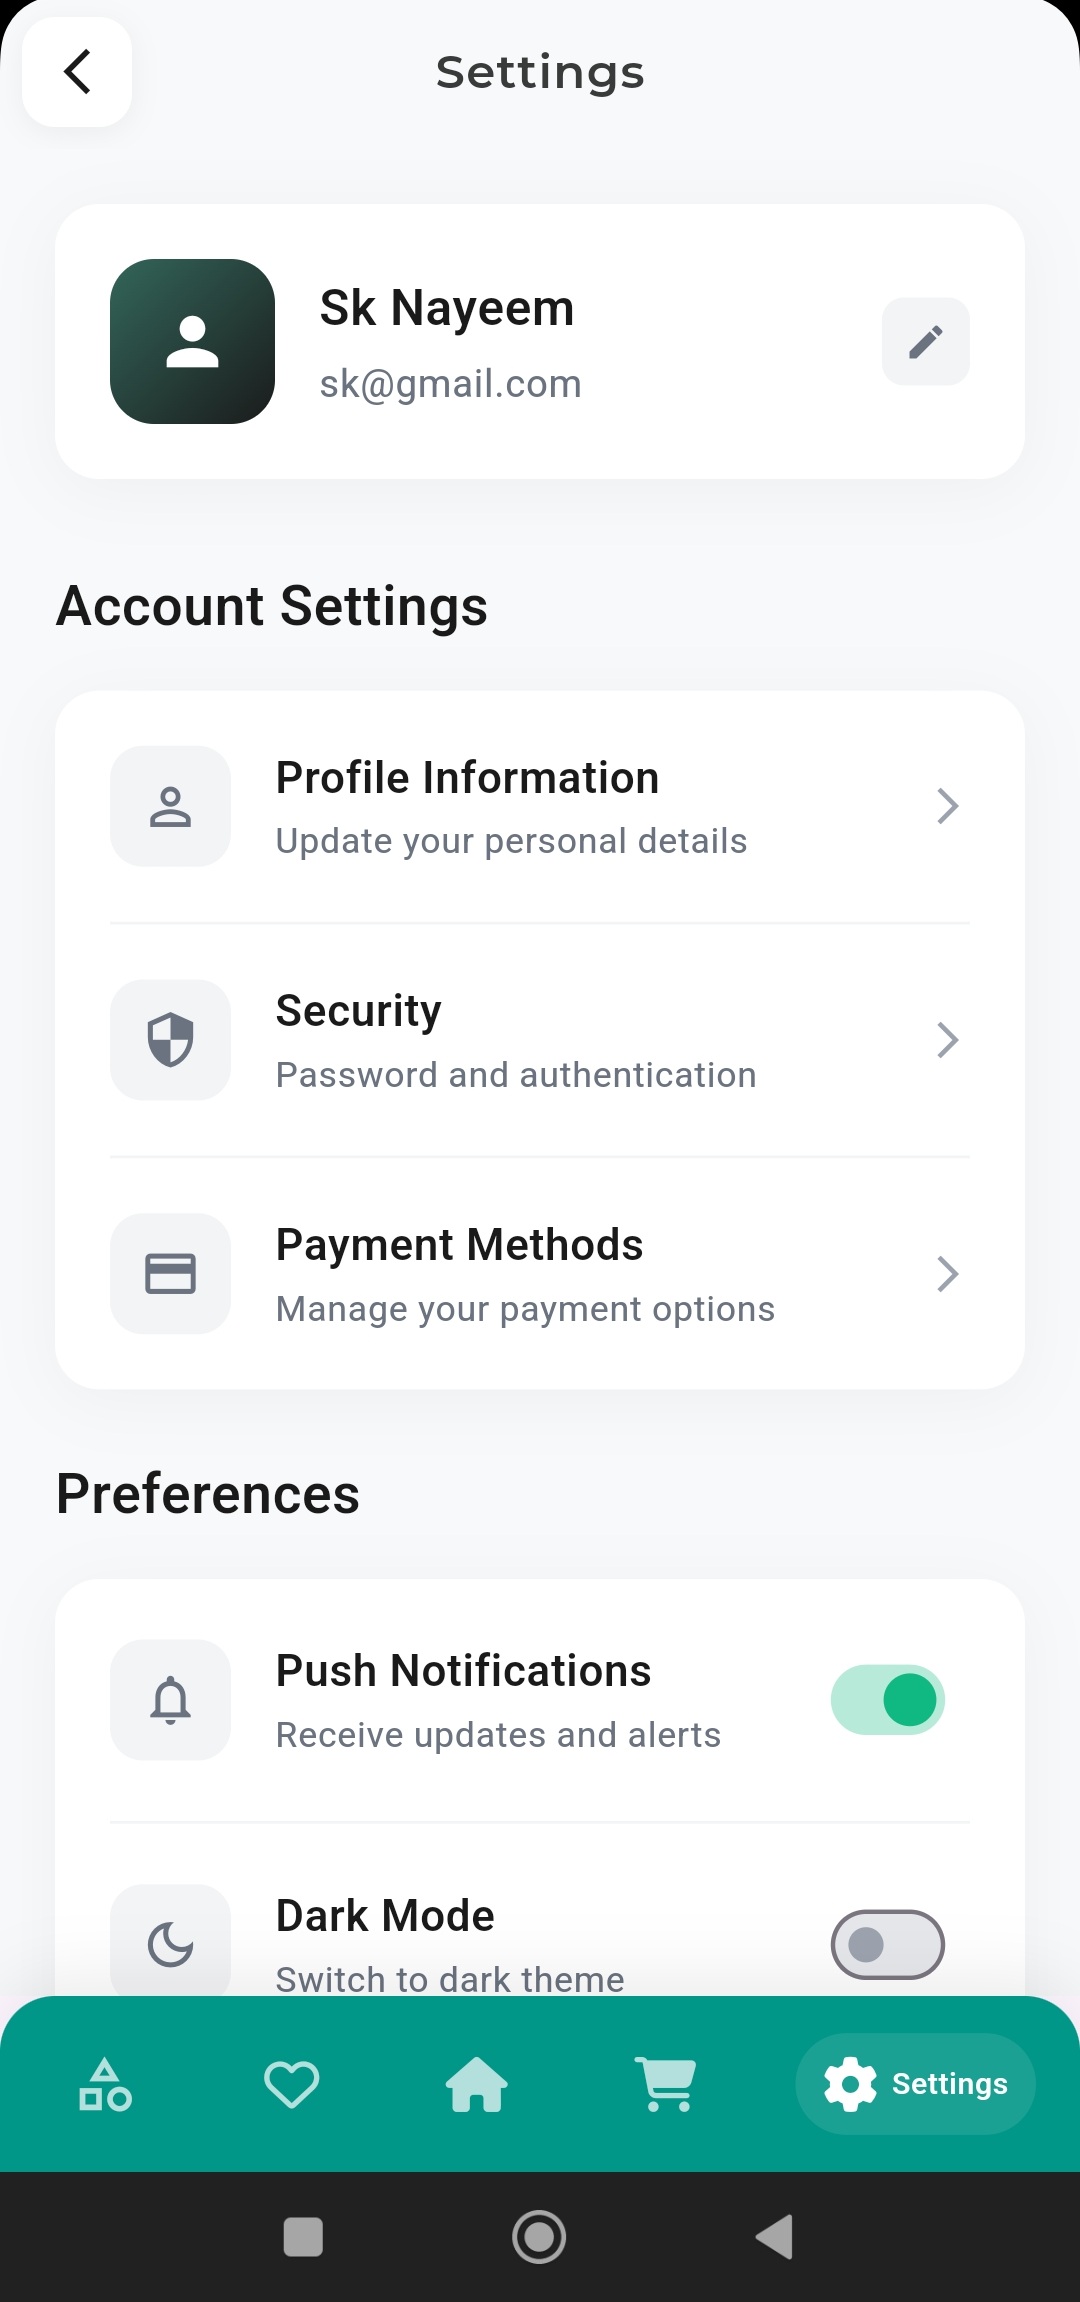 Settings
Sk Nayeem
sk@gmail.com
Account Settings
Profile Information
Update your personal details
Security
Password and authentication
Payment Methods
Manage your payment options
Preferences
Push Notifications
Receive updates and alerts
Dark Mode
Switch to dark theme
Settings